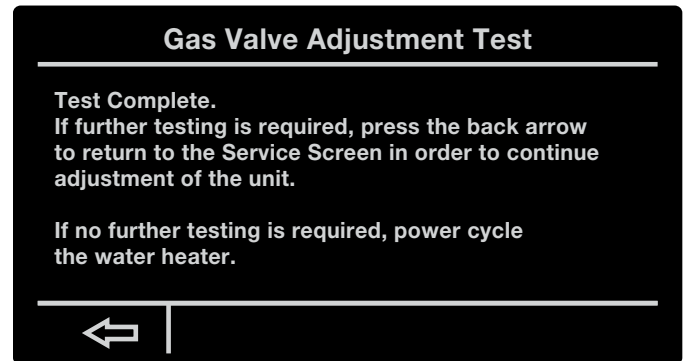 Gas Valve Adjustment Test
Test Complete.
If further testing is required, press the back arrow
to return to the Service Screen in order to continue
adjustment of the unit.
If no further testing is required, power cycle
the water heater.